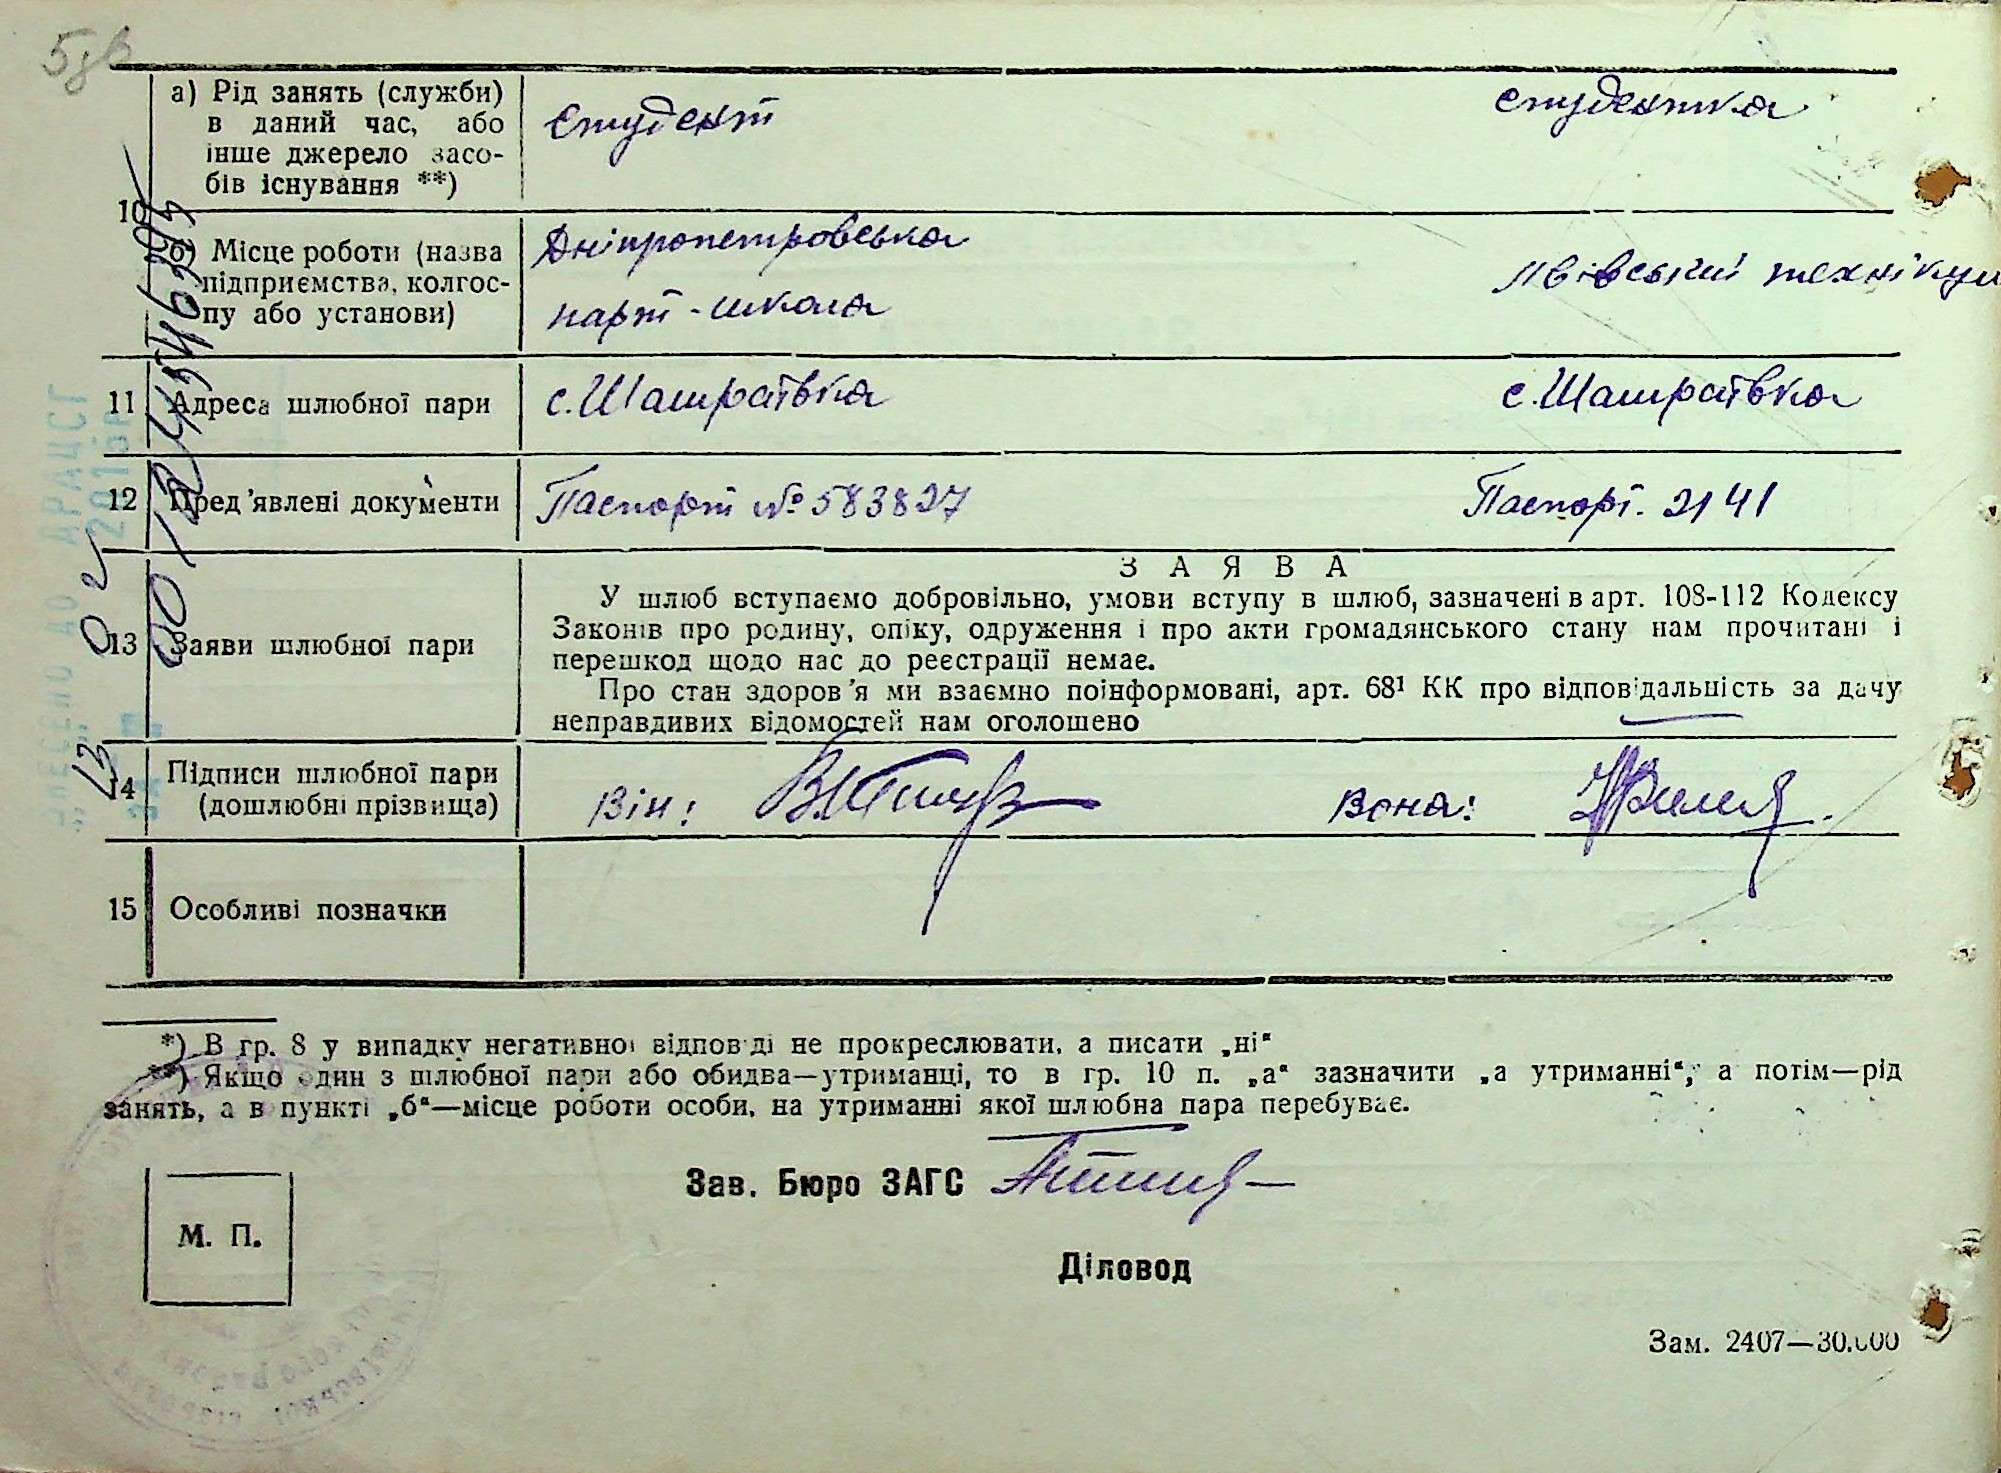 а) Рід занять (служби)
в даний час, або
інше джерело засо-
бів існування **)
студент
студентка
10
б) Місце роботи (назва
підприємства, колгос-
пу або установи)
Дніпропетровська
парт-школа
Львівський технікум
11 Адреса шлюбної пари
с. Шашратвка
с. Шашратвка
12 Пред'явлені документи
Паспорт № 583827
Паспорт. 2141
13 Заяви шлюбної пари
ЗАЯВА
У шлюб вступаємо добровільно, умови вступу в шлюб, зазначені в арт. 108-112 Кодексу
Законів про родину, опіку, одруження і про акти громадянського стану нам прочитані і
перешкод щодо нас до реєстрації немає.
Про стан здоров'я ми взаємно поінформовані, арт. 68¹ КК про відповідальність за дачу
неправдивих відомостей нам оголошено
14 Підписи шлюбної пари
(дошлюбні прізвища)
Він:
Вона:
15 Особливі позначки
*) В гр. 8 у випадку негативної відповіді не прокреслювати, а писати „ні“
**) Якщо один з шлюбної пари або обидва—утриманці, то в гр. 10 п. „а“ зазначити „а утриманні“, а потім—рід
занять, а в пункті „б“—місце роботи особи, на утриманні якої шлюбна пара перебуває.
Зав. Бюро ЗАГС
М. П.
Діловод
Зам. 2407—30.000